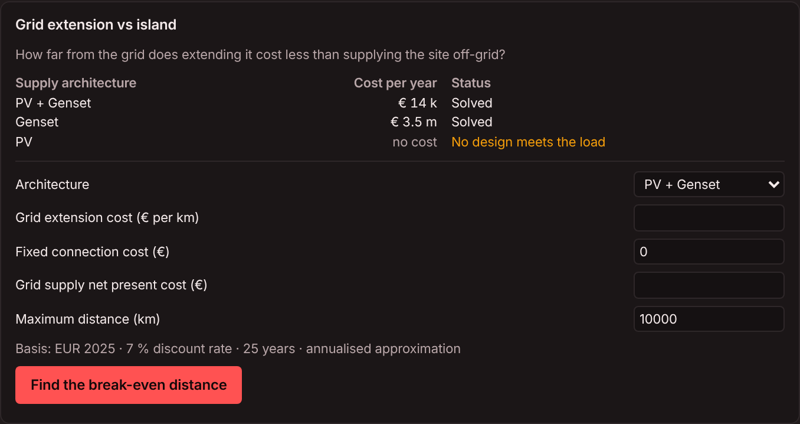 Grid extension vs island
How far from the grid does extending it cost less than supplying the site off-grid?
Supply architecture Cost per year Status
PV + Genset € 14 k Solved
Genset € 3.5 m Solved
PV no cost No design meets the load
Architecture PV + Genset
Grid extension cost (€ per km)
Fixed connection cost (€) 0
Grid supply net present cost (€)
Maximum distance (km) 10000
Basis: EUR 2025 · 7 % discount rate · 25 years · annualised approximation
Find the break-even distance